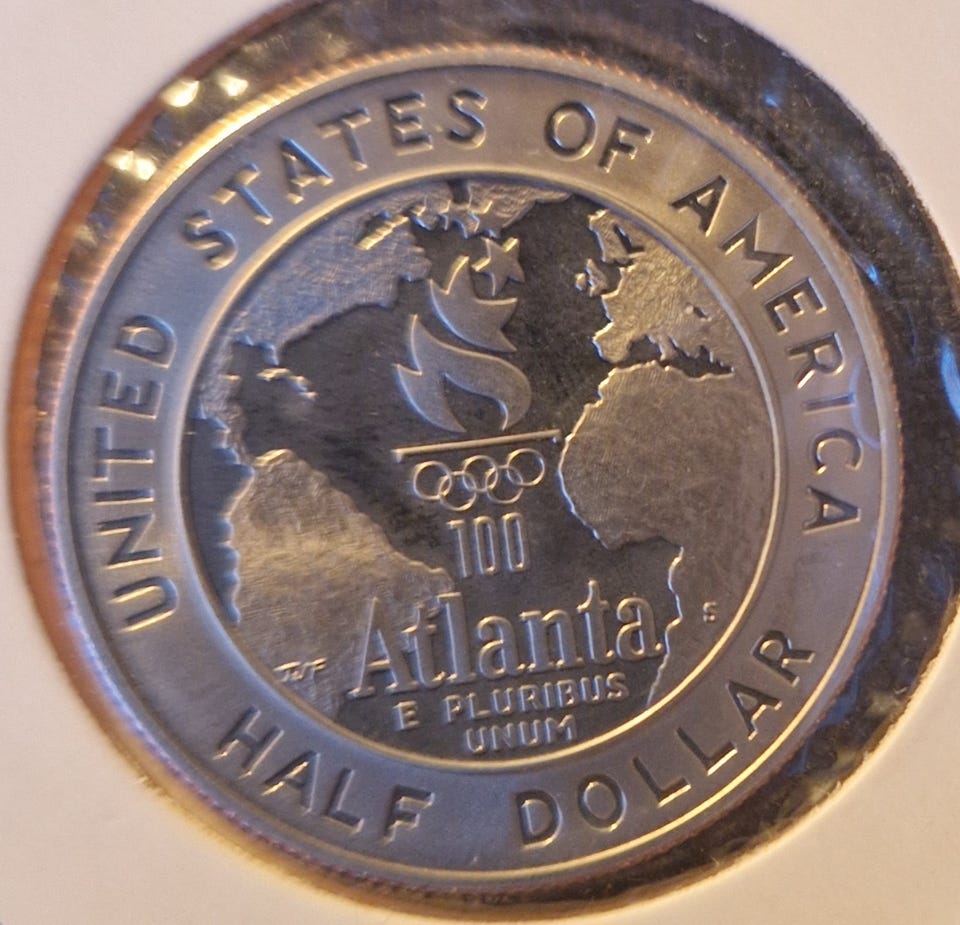 UNITED STATES OF AMERICA
100
Atlanta
S
E PLURIBUS
UNUM
HALF DOLLAR